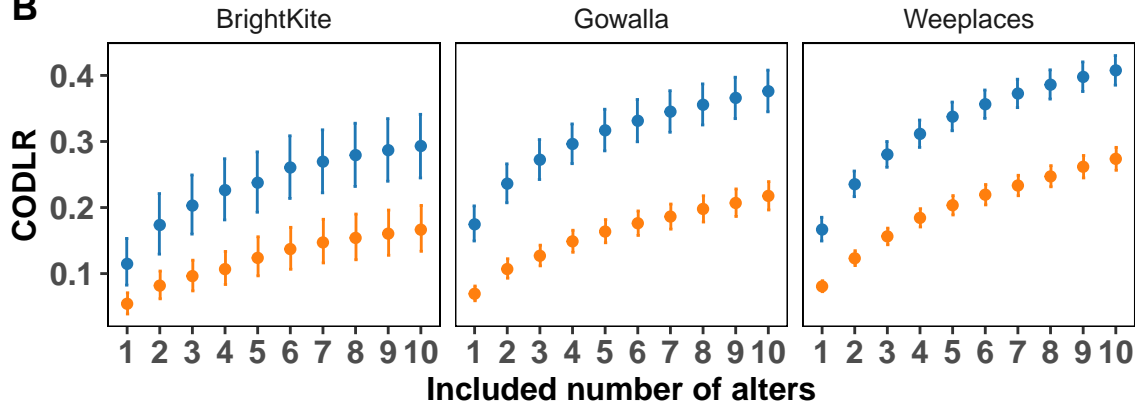 B
BrightKite Gowalla Weeplaces
CODLR
0.4
0.3
0.2
0.1
1 2 3 4 5 6 7 8 9 10 1 2 3 4 5 6 7 8 9 10 1 2 3 4 5 6 7 8 9 10
Included number of alters